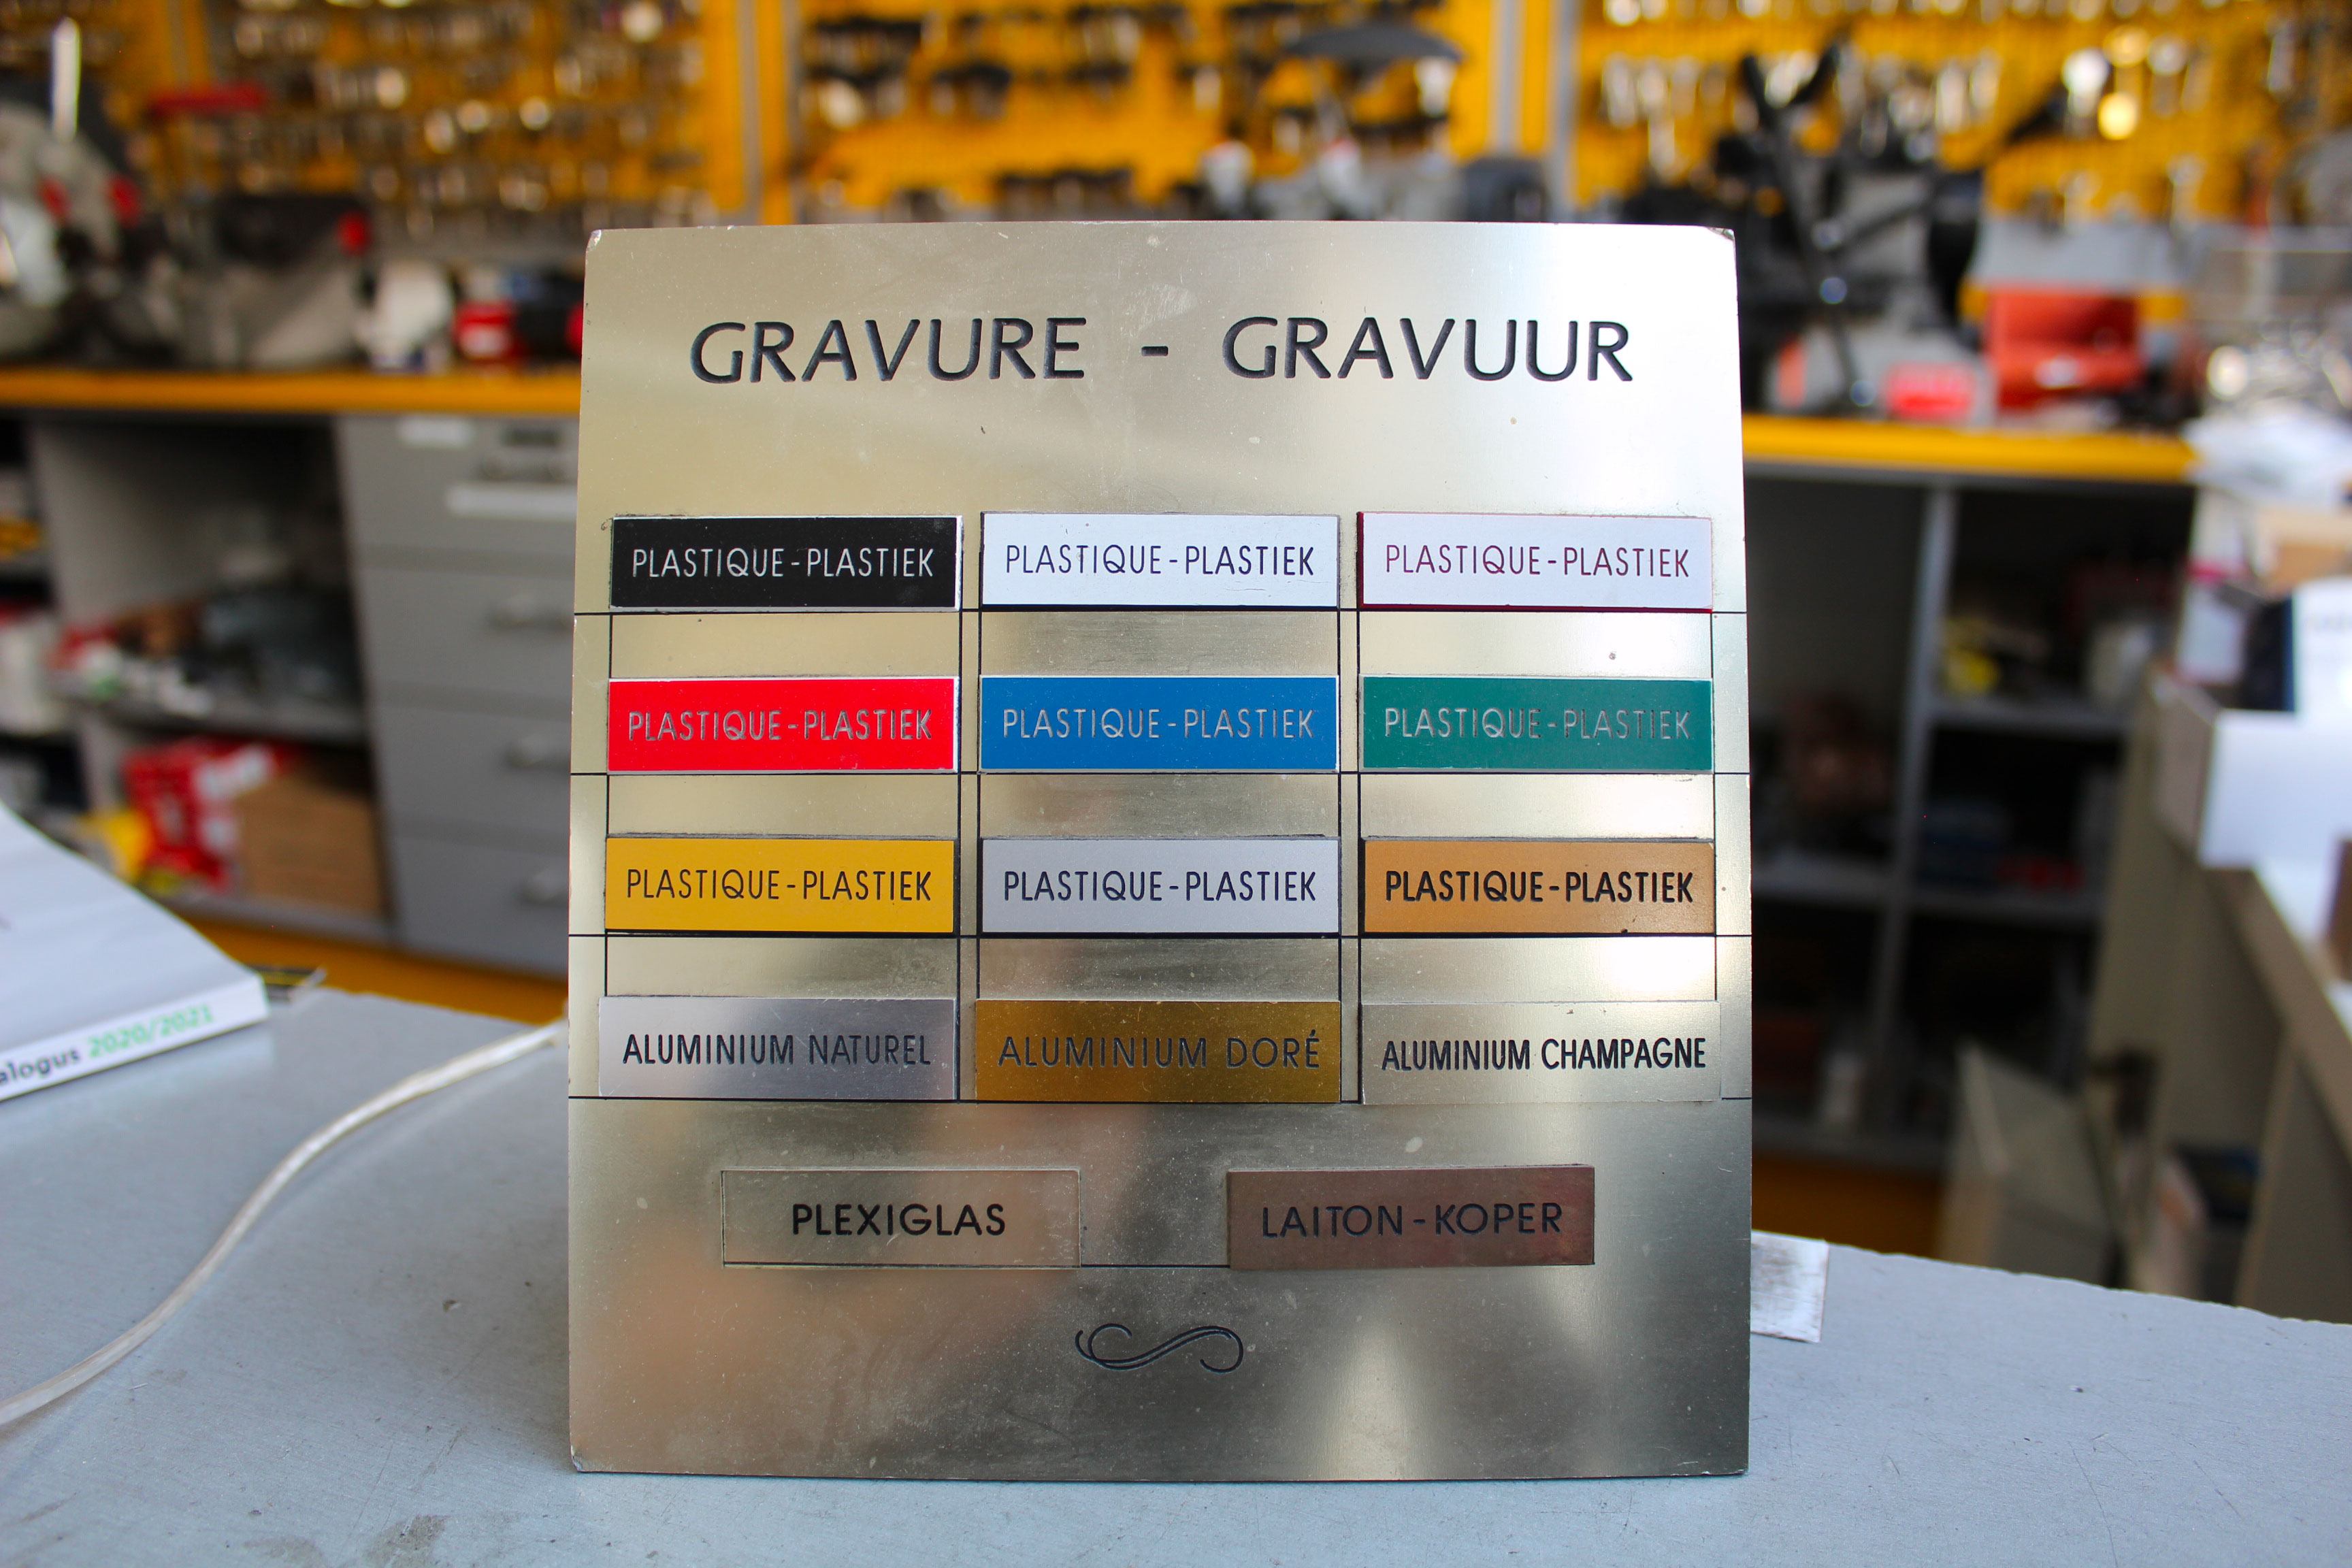 GRAVURE - GRAVUUR
PLASTIQUE-PLASTIEK
PLASTIQUE-PLASTIEK
PLASTIQUE-PLASTIEK
PLASTIQUE-PLASTIEK
PLASTIQUE-PLASTIEK
PLASTIQUE-PLASTIEK
PLASTIQUE-PLASTIEK
PLASTIQUE-PLASTIEK
PLASTIQUE-PLASTIEK
ALUMINIUM NATUREL
ALUMINIUM DORÉ
ALUMINIUM CHAMPAGNE
PLEXIGLAS
LAITON-KOPER
alogus 2020/2021